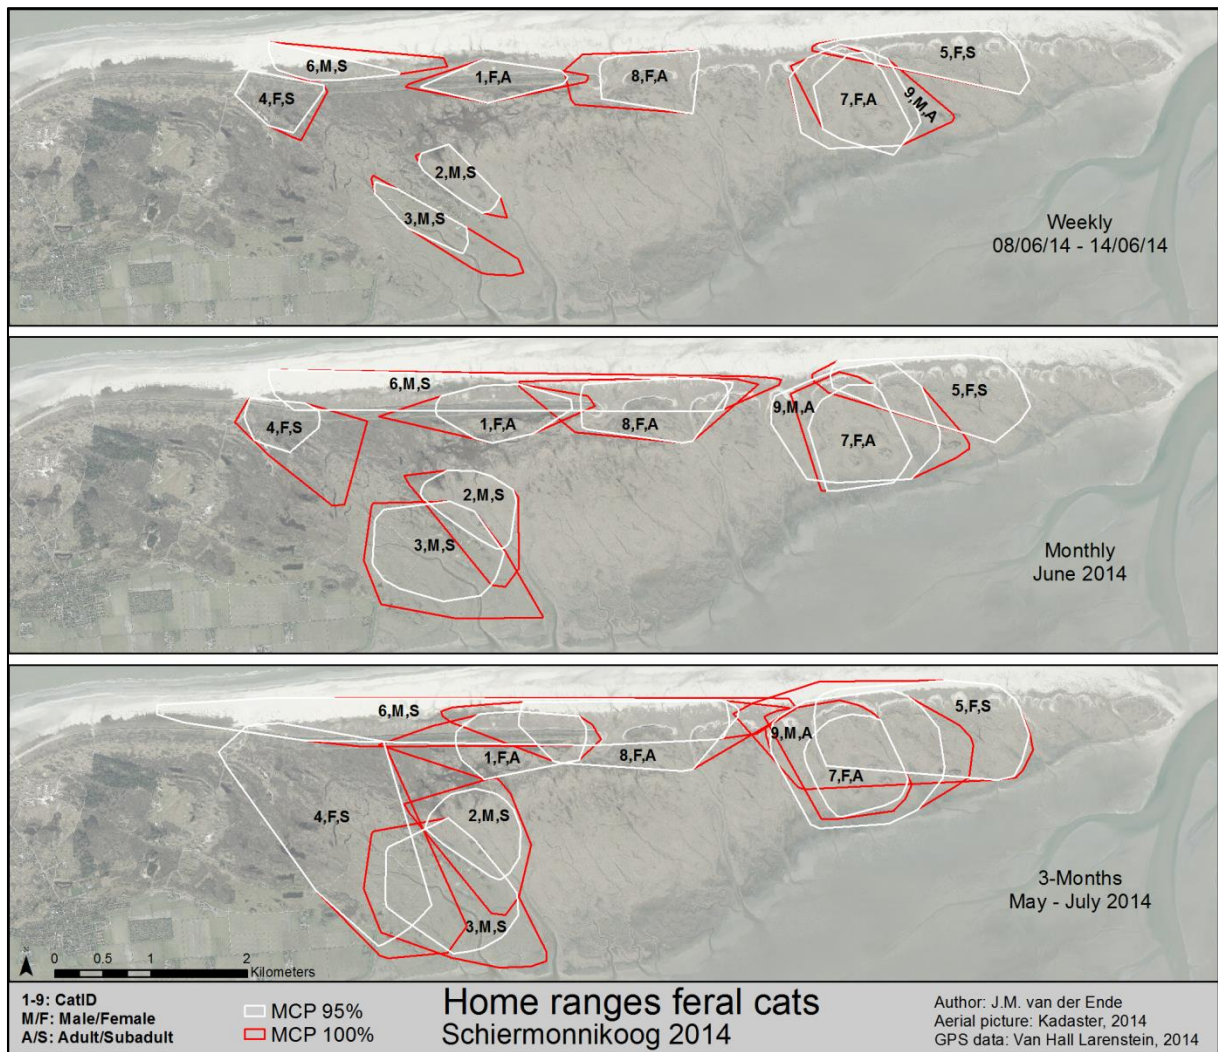 6,M,S
5,F,S
1,F,A
8,F,A
4,F,S
7,F,A
9,M,A
2,M,S
3,M,S
Weekly
08/06/14 - 14/06/14
6,M,S
5,F,S
9,M,A
4,F,S
1,F,A
8,F,A
7,F,A
2,M,S
3,M,S
Monthly
June 2014
6,M,S
5,F,S
9,M,A
1,F,A
8,F,A
7,F,A
4,F,S
2,M,S
3,M,S
3-Months
May - July 2014
0 0.5 1 2
Kilometers
1-9: CatID
M/F: Male/Female
A/S: Adult/Subadult
MCP 95%
MCP 100%
Home ranges feral cats
Schiermonnikoog 2014
Author: J.M. van der Ende
Aerial picture: Kadaster, 2014
GPS data: Van Hall Larenstein, 2014